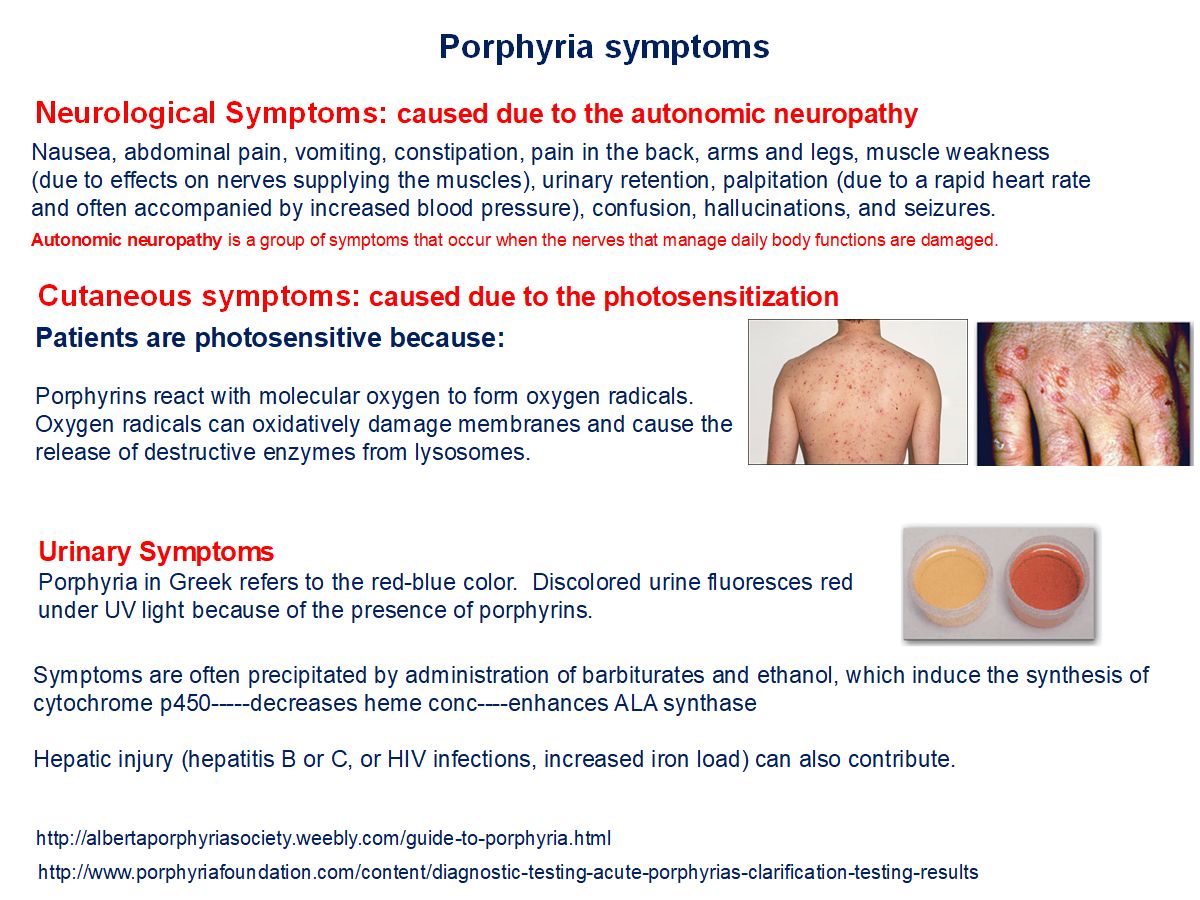 Porphyria symptoms
Neurological Symptoms: caused due to the autonomic neuropathy
Nausea, abdominal pain, vomiting, constipation, pain in the back, arms and legs, muscle weakness
(due to effects on nerves supplying the muscles), urinary retention, palpitation (due to a rapid heart rate
and often accompanied by increased blood pressure), confusion, hallucinations, and seizures.
Autonomic neuropathy is a group of symptoms that occur when the nerves that manage daily body functions are damaged.
Cutaneous symptoms: caused due to the photosensitization
Patients are photosensitive because:
Porphyrins react with molecular oxygen to form oxygen radicals.
Oxygen radicals can oxidatively damage membranes and cause the
release of destructive enzymes from lysosomes.
Urinary Symptoms
Porphyria in Greek refers to the red-blue color.  Discolored urine fluoresces red
under UV light because of the presence of porphyrins.
Symptoms are often precipitated by administration of barbiturates and ethanol, which induce the synthesis of
cytochrome p450-----decreases heme conc----enhances ALA synthase
Hepatic injury (hepatitis B or C, or HIV infections, increased iron load) can also contribute.
http://albertaporphyriasociety.weebly.com/guide-to-porphyria.html
http://www.porphyriafoundation.com/content/diagnostic-testing-acute-porphyrias-clarification-testing-results